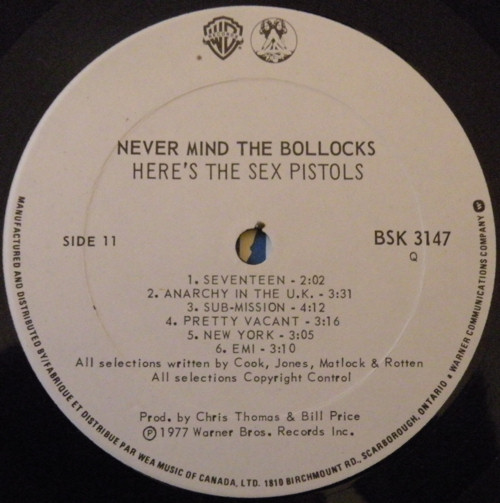 NEVER MIND THE BOLLOCKS
HERE'S THE SEX PISTOLS
SIDE 11
BSK 3147
Q
1. SEVENTEEN - 2:02
2. ANARCHY IN THE U.K. - 3:31
3. SUB-MISSION - 4:12
4. PRETTY VACANT - 3:16
5. NEW YORK - 3:05
6. EMI - 3:10
All selections written by Cook, Jones, Matlock & Rotten
All selections Copyright Control
Prod. by Chris Thomas & Bill Price
Ⓟ 1977 Warner Bros. Records Inc.
MANUFACTURED AND DISTRIBUTED BY/FABRIQUE ET DISTRIBUE PAR WEA MUSIC OF CANADA, LTD. 1810 BIRCHMOUNT RD., SCARBOROUGH, ONTARIO * A WARNER COMMUNICATIONS COMPANY